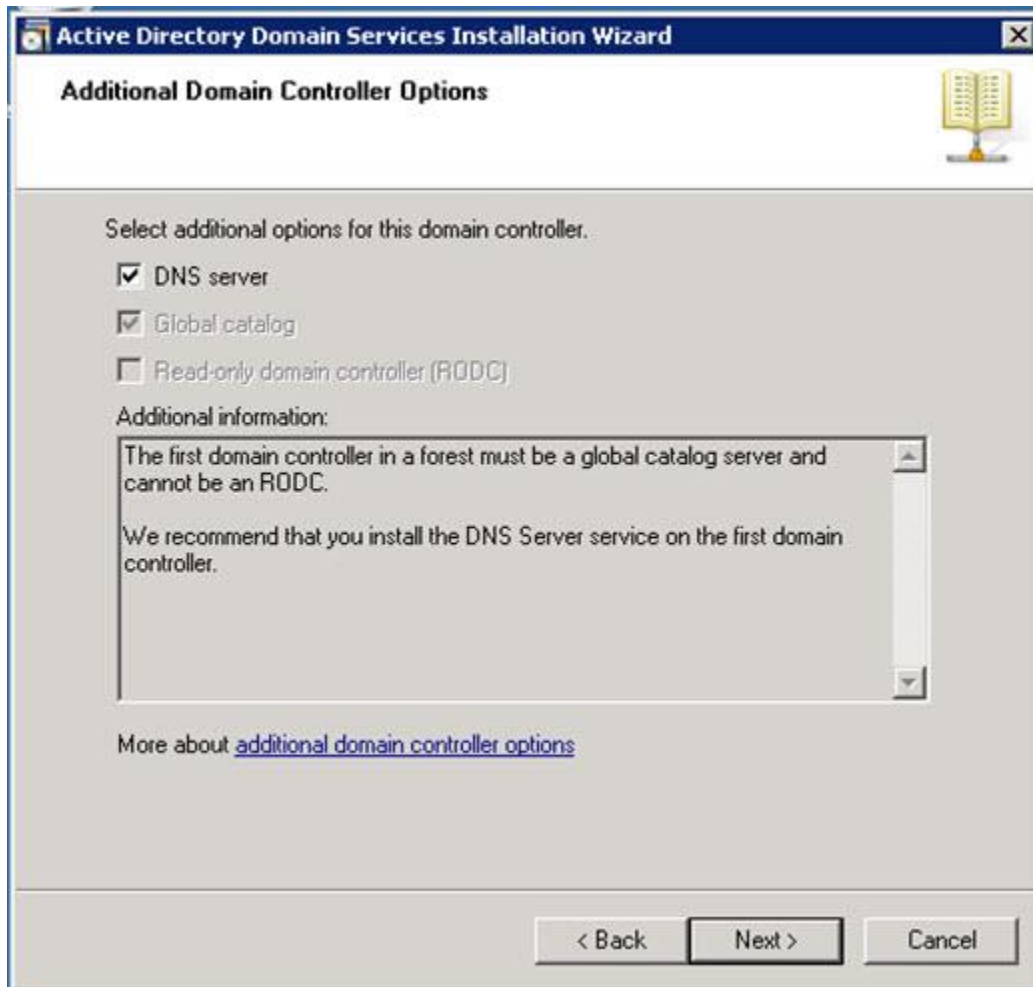 Active Directory Domain Services Installation Wizard
Additional Domain Controller Options
Select additional options for this domain controller.
DNS server
Global catalog
Read-only domain controller (RODC)
Additional information:
The first domain controller in a forest must be a global catalog server and
cannot be an RODC.
We recommend that you install the DNS Server service on the first domain
controller.
More about additional domain controller options
< Back
Next >
Cancel